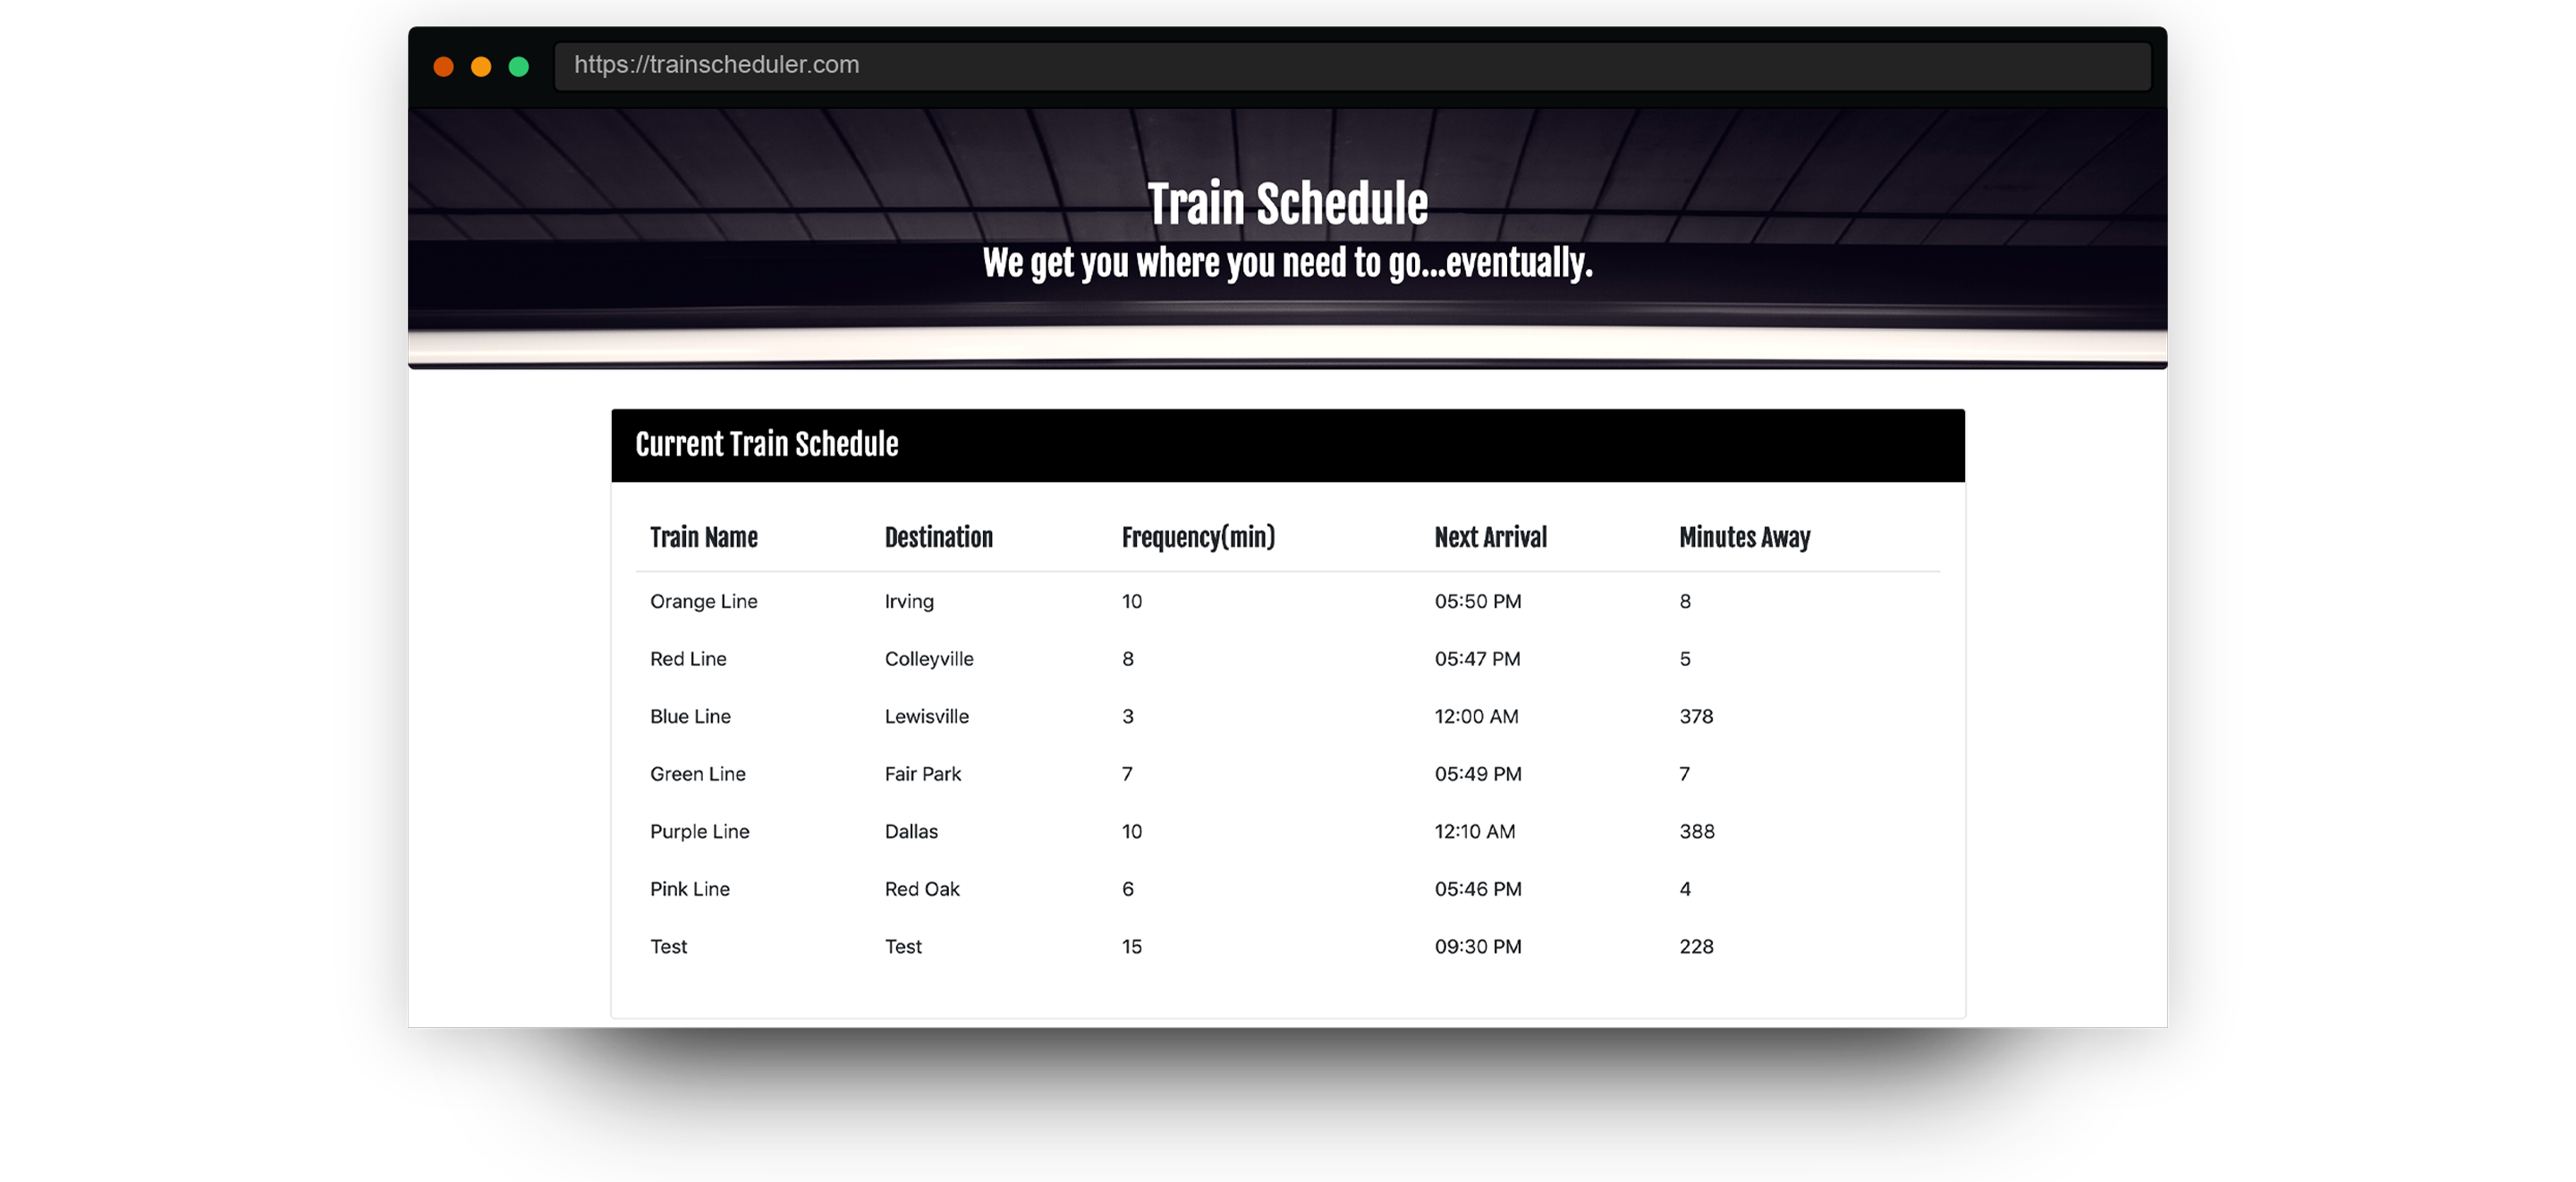 https://trainscheduler.com
Train Schedule
We get you where you need to go...eventually.
Current Train Schedule
Train Name Destination Frequency(min) Next Arrival Minutes Away
Orange Line Irving 10 05:50 PM 8
Red Line Colleyville 8 05:47 PM 5
Blue Line Lewisville 3 12:00 AM 378
Green Line Fair Park 7 05:49 PM 7
Purple Line Dallas 10 12:10 AM 388
Pink Line Red Oak 6 05:46 PM 4
Test Test 15 09:30 PM 228